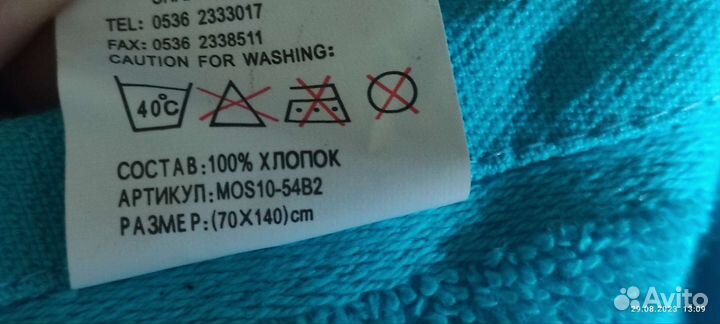 TEL: 0536 2333017
FAX: 0536 2338511
CAUTION FOR WASHING:
40°C
СОСТАВ:100% ХЛОПОК
АРТИКУЛ:MOS10-54B2
РАЗМЕР:(70X140)cm
Avito
29.08.2023 13:09